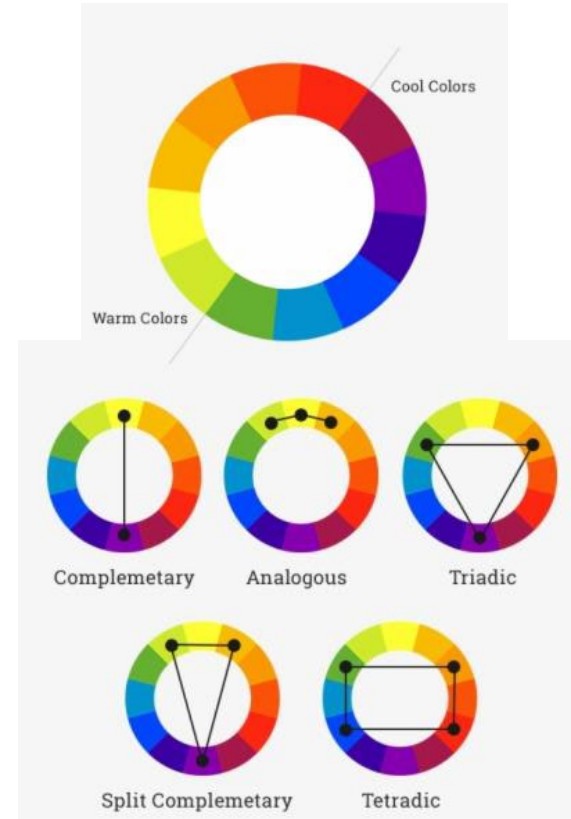 Cool Colors
Warm Colors
Complemetary
Analogous
Triadic
Split Complemetary
Tetradic